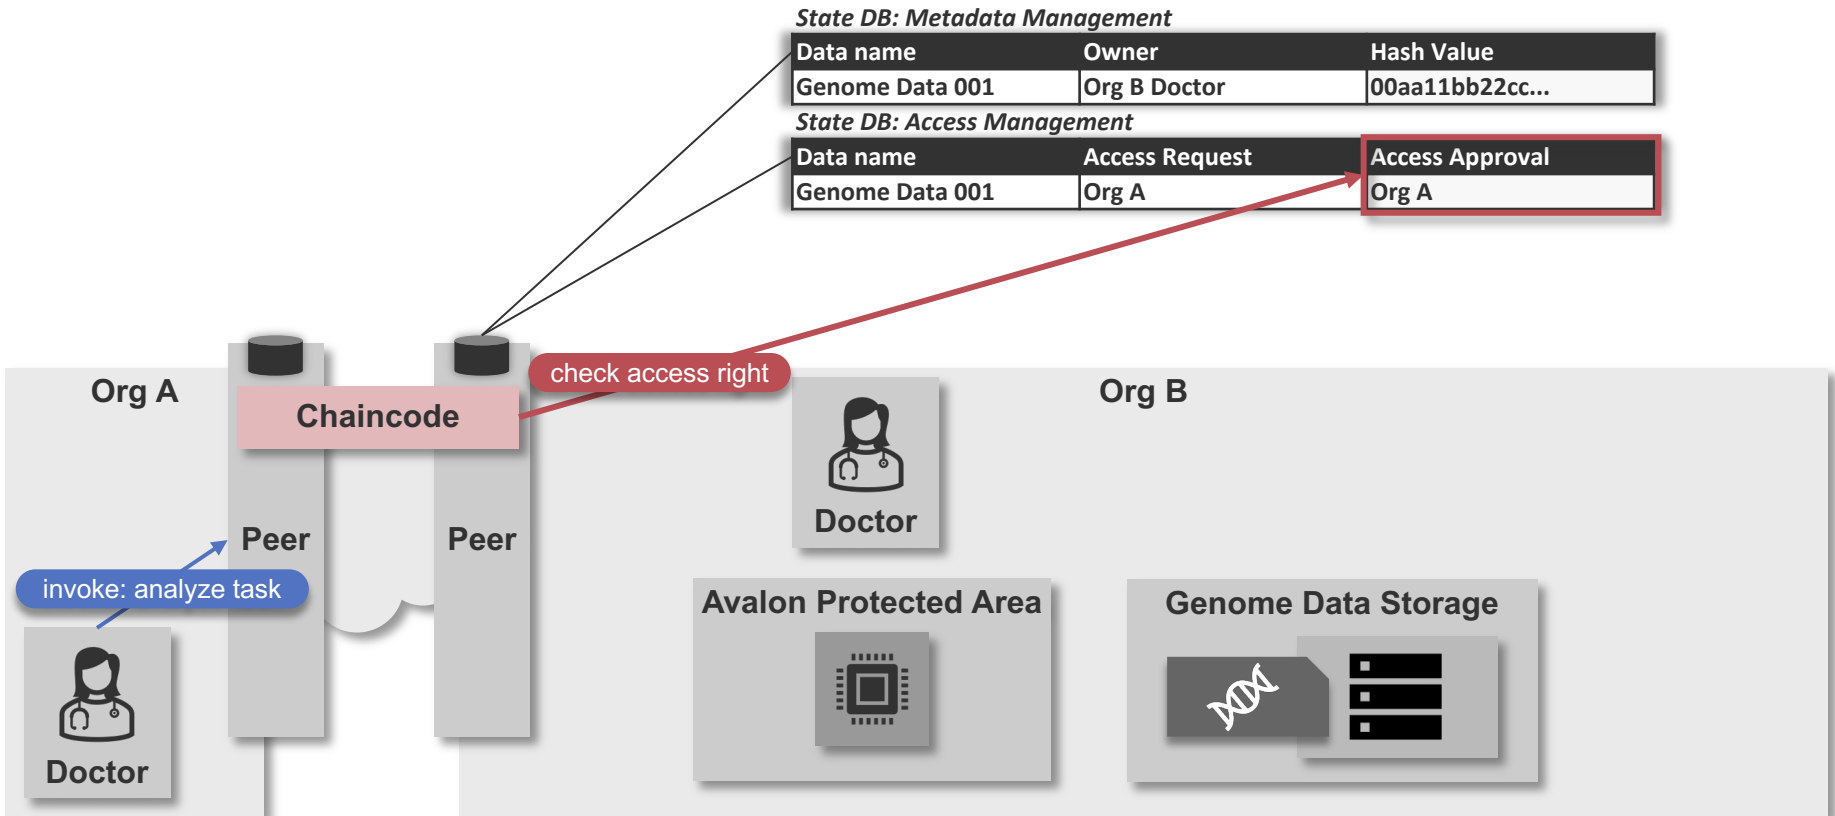 State DB: Metadata Management
Data name Owner Hash Value
Genome Data 001 Org B Doctor 00aa11bb22cc...
State DB: Access Management
Data name Access Request Access Approval
Genome Data 001 Org A Org A
check access right
Org A
Org B
Chaincode
Doctor
Peer
Peer
invoke: analyze task
Avalon Protected Area
Genome Data Storage
Doctor